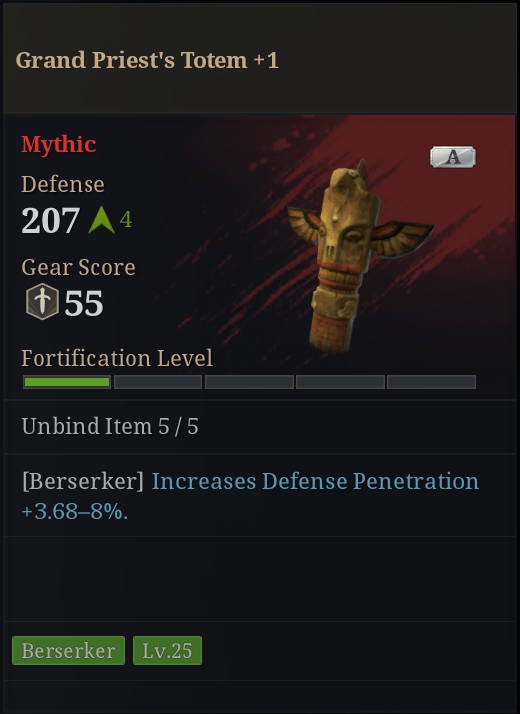 Grand Priest's Totem +1
Mythic
A
Defense
207 4
Gear Score
55
Fortification Level
Unbind Item 5 / 5
[Berserker] Increases Defense Penetration
+3.68–8%.
Berserker Lv.25